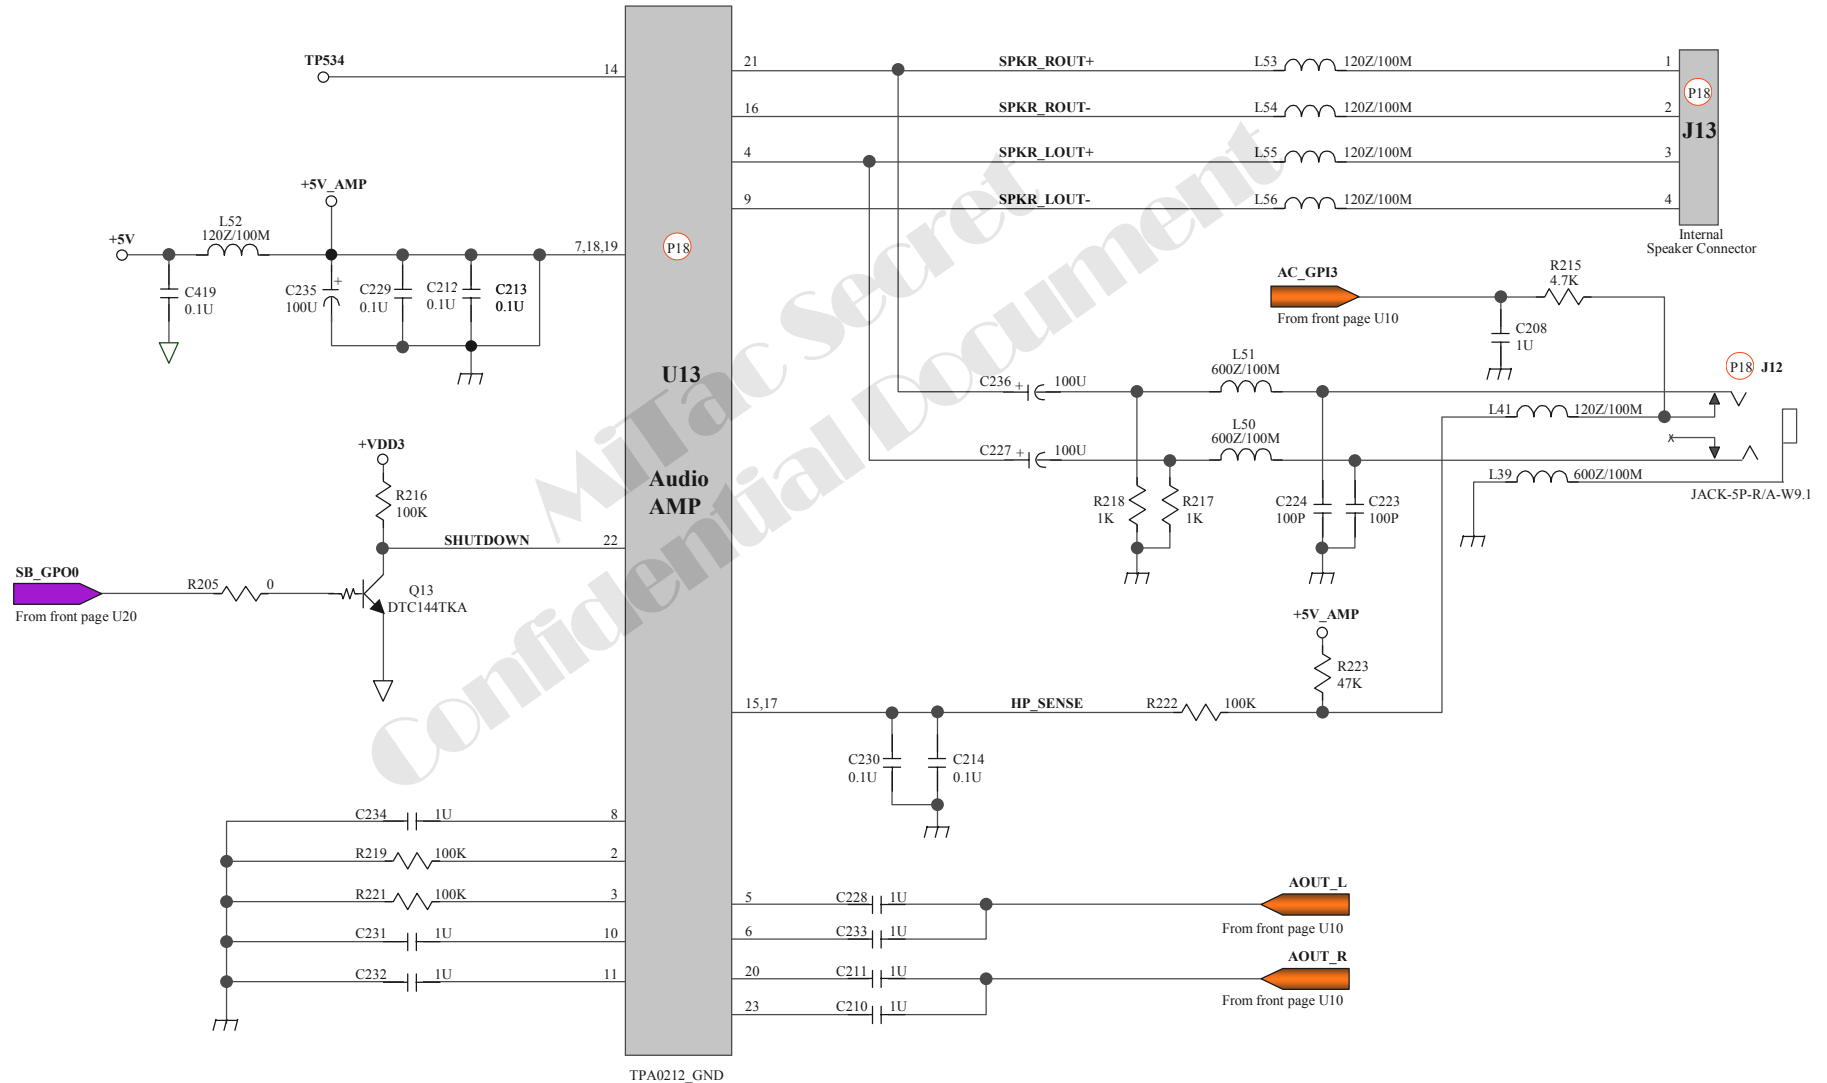 TP534
14
21
SPKR_ROUT+
L53
120Z/100M
1
16
SPKR_ROUT-
L54
120Z/100M
2
4
SPKR_LOUT+
L55
120Z/100M
3
9
SPKR_LOUT-
L56
120Z/100M
4
P18
J13
Internal
Speaker Connector
+5V_AMP
+5V
L52
120Z/100M
7,18,19
C419
0.1U
C235
100U
+
C229
0.1U
C212
0.1U
C213
0.1U
P18
U13
Audio
AMP
AC_GPI3
From front page U10
R215
4.7K
C208
1U
P18
J12
C236
+
100U
L51
600Z/100M
L41
120Z/100M
C227
+
100U
L50
600Z/100M
x
L39
600Z/100M
JACK-5P-R/A-W9.1
R218
1K
R217
1K
C224
100P
C223
100P
+VDD3
R216
100K
SHUTDOWN
22
SB_GPO0
From front page U20
R205
0
Q13
DTC144TKA
+5V_AMP
R223
47K
15,17
HP_SENSE
R222
100K
C230
0.1U
C214
0.1U
C234
1U
8
R219
100K
2
R221
100K
3
C231
1U
10
C232
1U
11
5
C228
1U
AOUT_L
From front page U10
6
C233
1U
20
C211
1U
AOUT_R
From front page U10
23
C210
1U
TPA0212_GND
MiTac Secret
Confidential Document